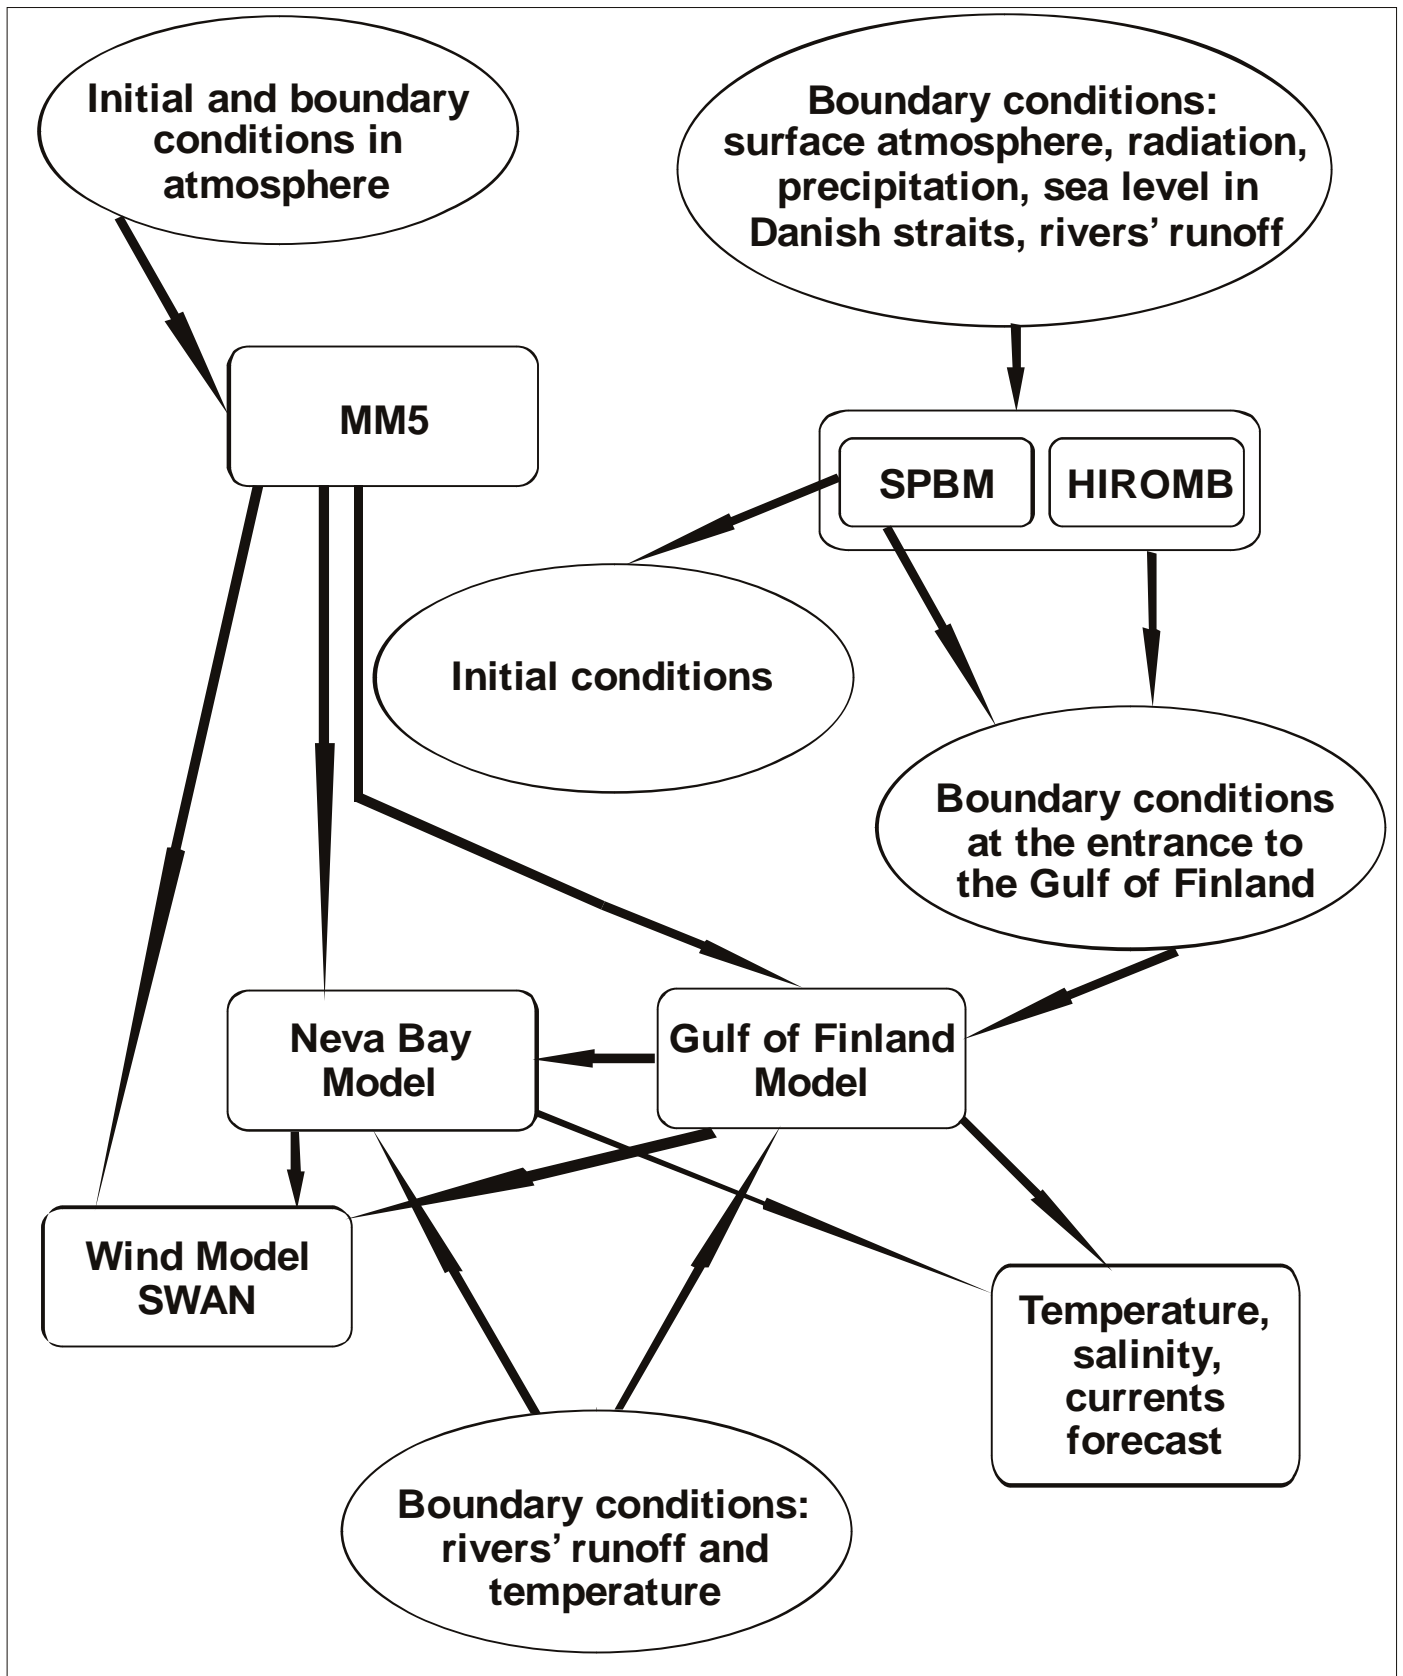 Initial and boundary
conditions in
atmosphere
Boundary conditions:
surface atmosphere, radiation,
precipitation, sea level in
Danish straits, rivers’ runoff
MM5
SPBM
HIROMB
Initial conditions
Boundary conditions
at the entrance to
the Gulf of Finland
Neva Bay
Model
Gulf of Finland
Model
Wind Model
SWAN
Temperature,
salinity,
currents
forecast
Boundary conditions:
rivers’ runoff and
temperature